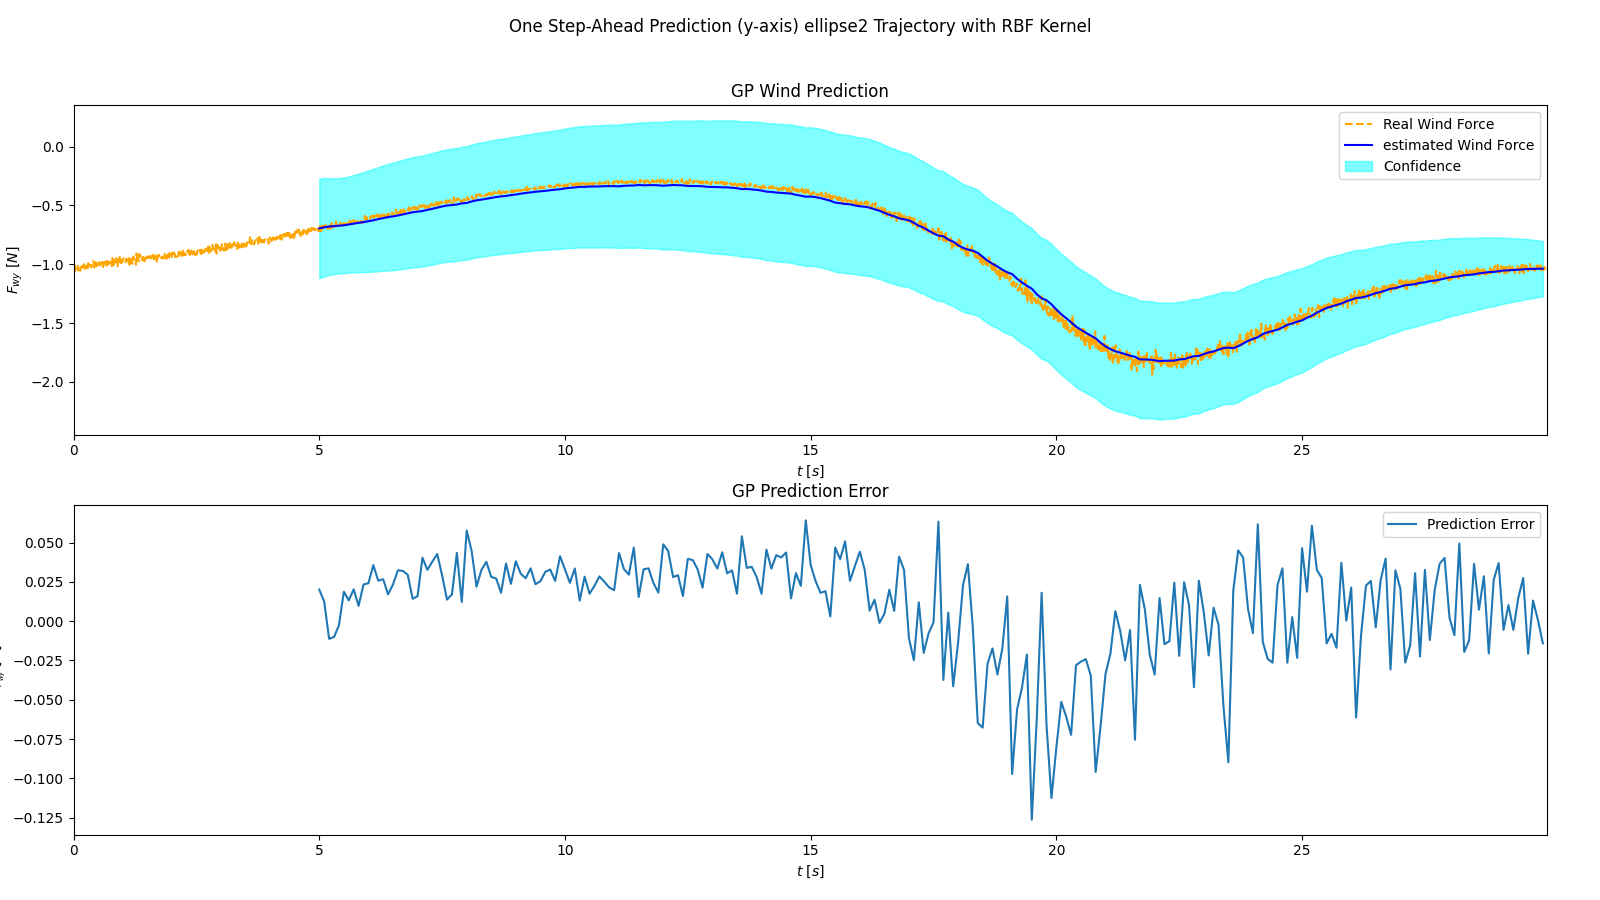 One Step-Ahead Prediction (y-axis) ellipse2 Trajectory with RBF Kernel
GP Wind Prediction
Real Wind Force
estimated Wind Force
Confidence
F_wy [N]
0.0
−0.5
−1.0
−1.5
−2.0
0 5 10 15 20 25
t [s]
GP Prediction Error
Prediction Error
0.050
0.025
0.000
−0.025
−0.050
−0.075
−0.100
−0.125
0 5 10 15 20 25
t [s]